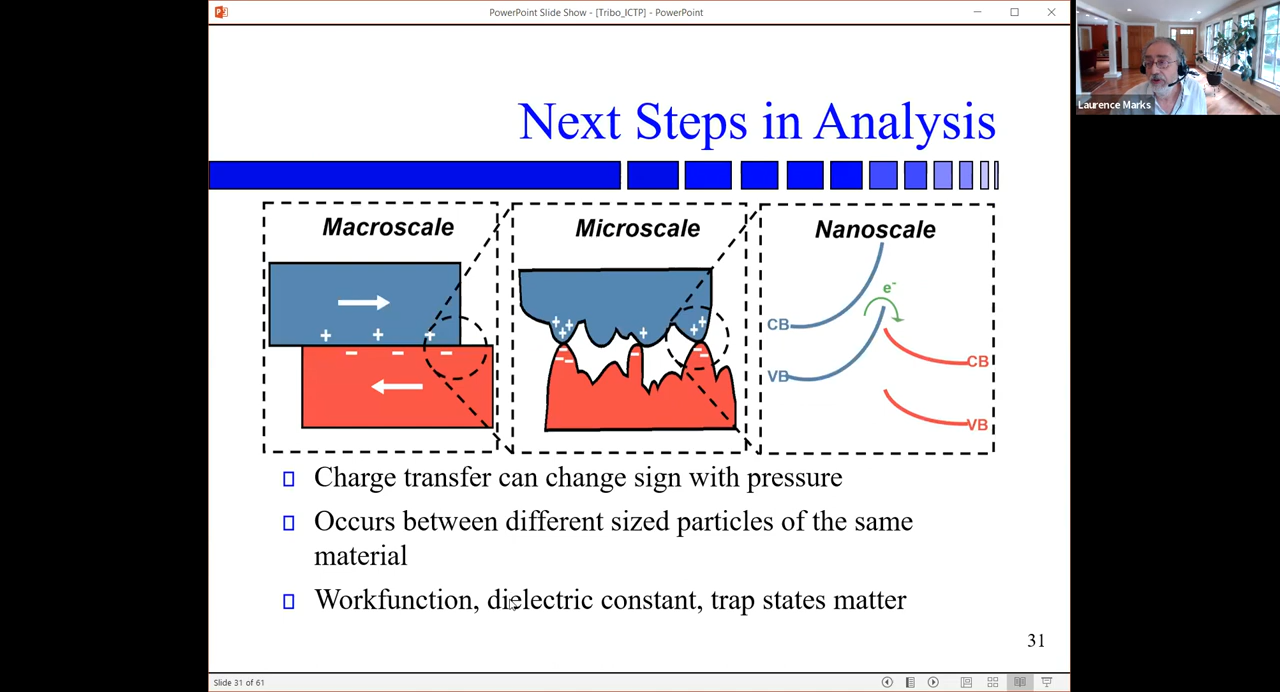 PowerPoint Slide Show - [Tribo_ICTP] - PowerPoint
Laurence Marks
Next Steps in Analysis
Macroscale
Microscale
Nanoscale
e-
CB
VB
CB
VB
Charge transfer can change sign with pressure
Occurs between different sized particles of the same
material
Workfunction, dielectric constant, trap states matter
31
Slide 31 of 61